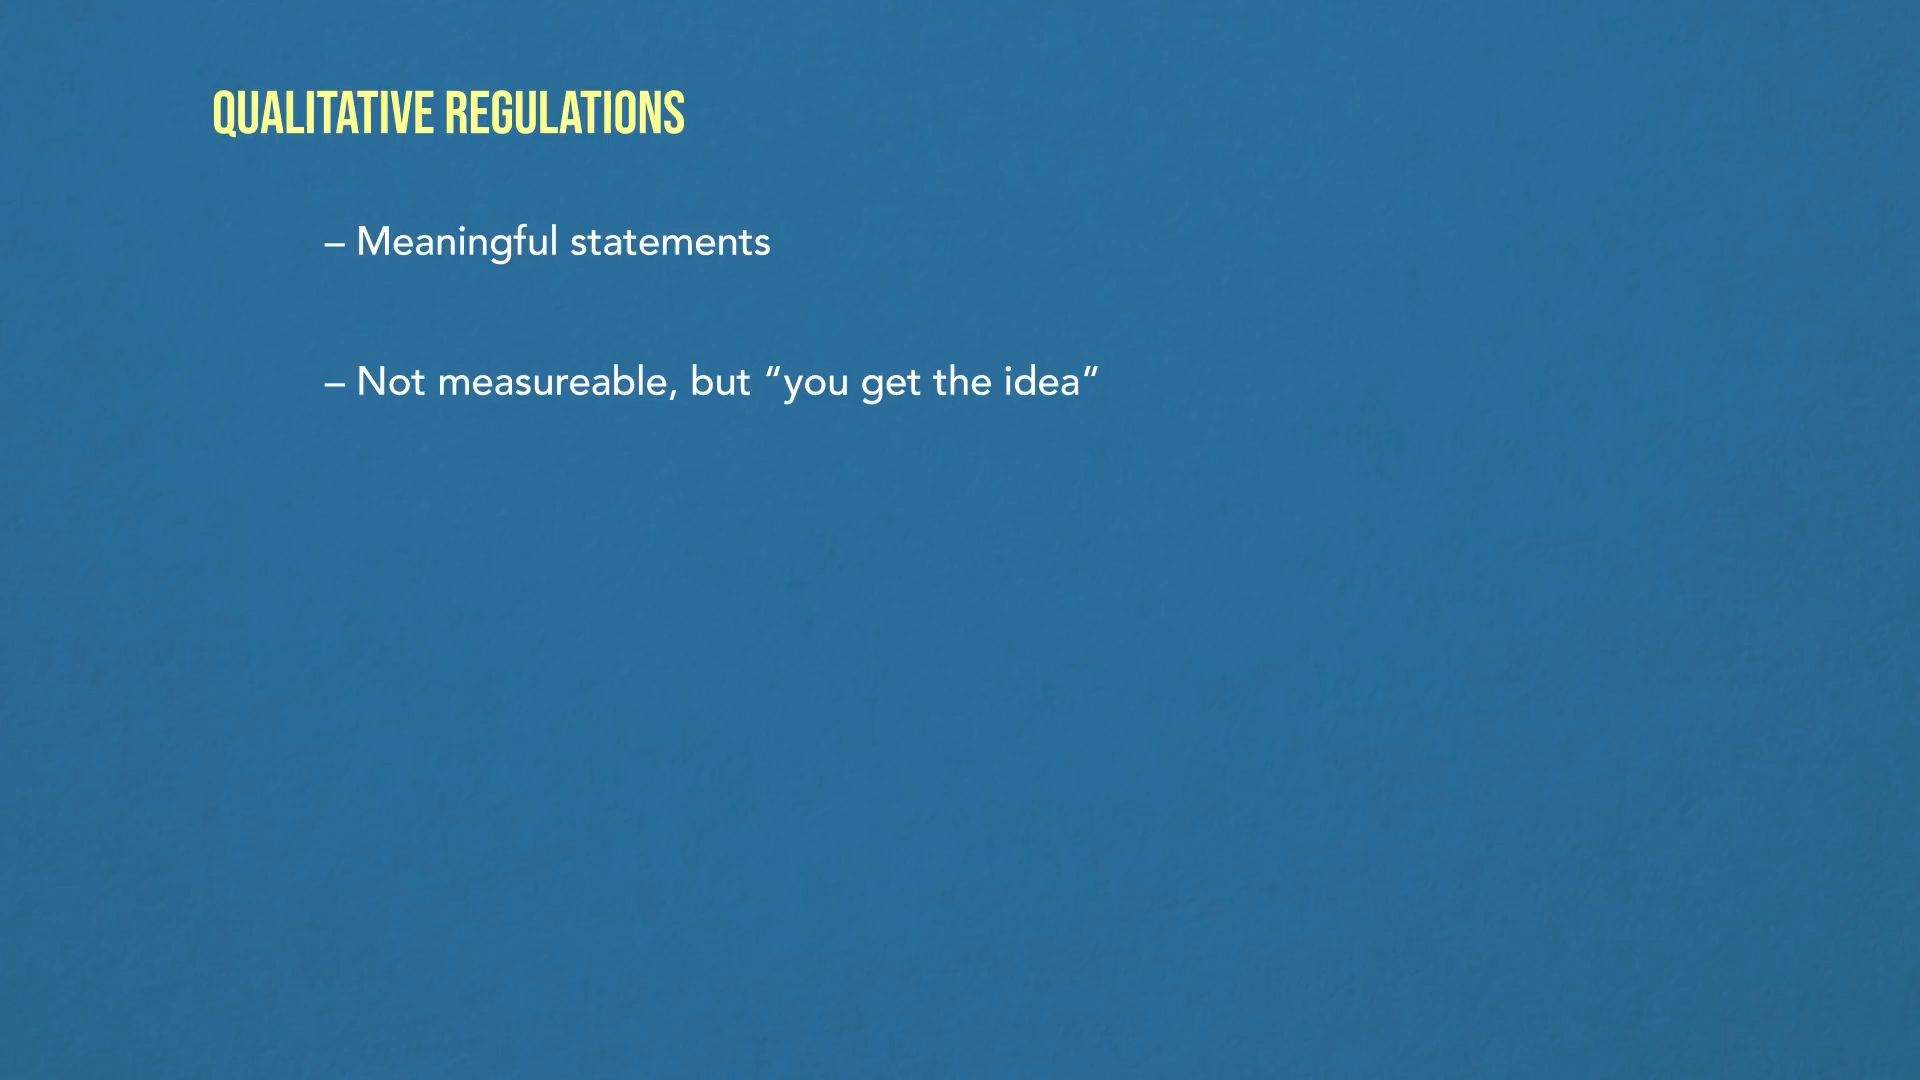 QUALITATIVE REGULATIONS
– Meaningful statements
– Not measureable, but “you get the idea”